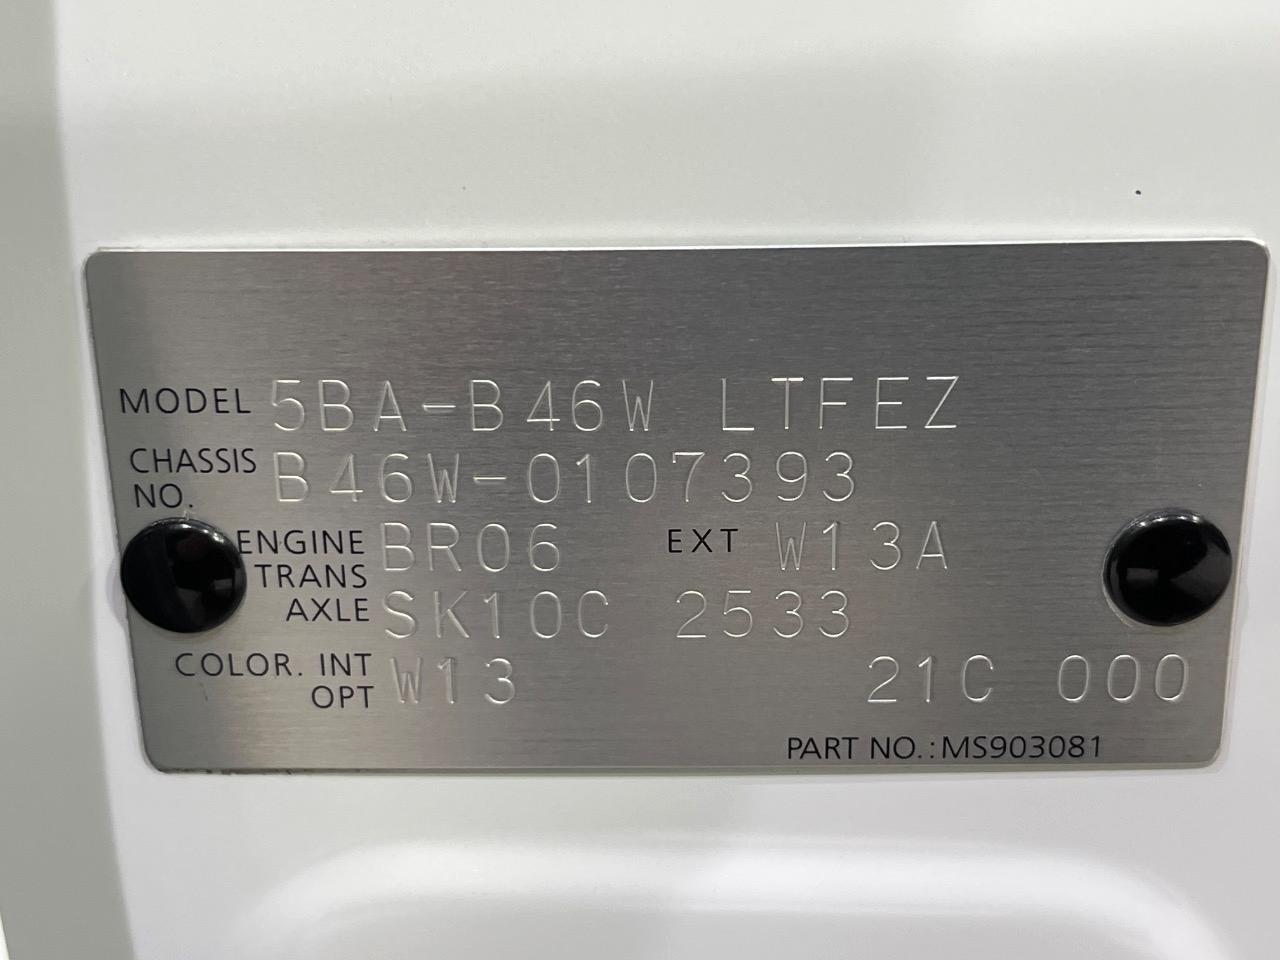 MODEL 5BA-B46W LTFEZ
CHASSIS NO. B46W-0107393
ENGINE BR06 EXT W13A
TRANS AXLE SK10C 2533
COLOR. INT OPT W13 21C 000
PART NO.:MS903081